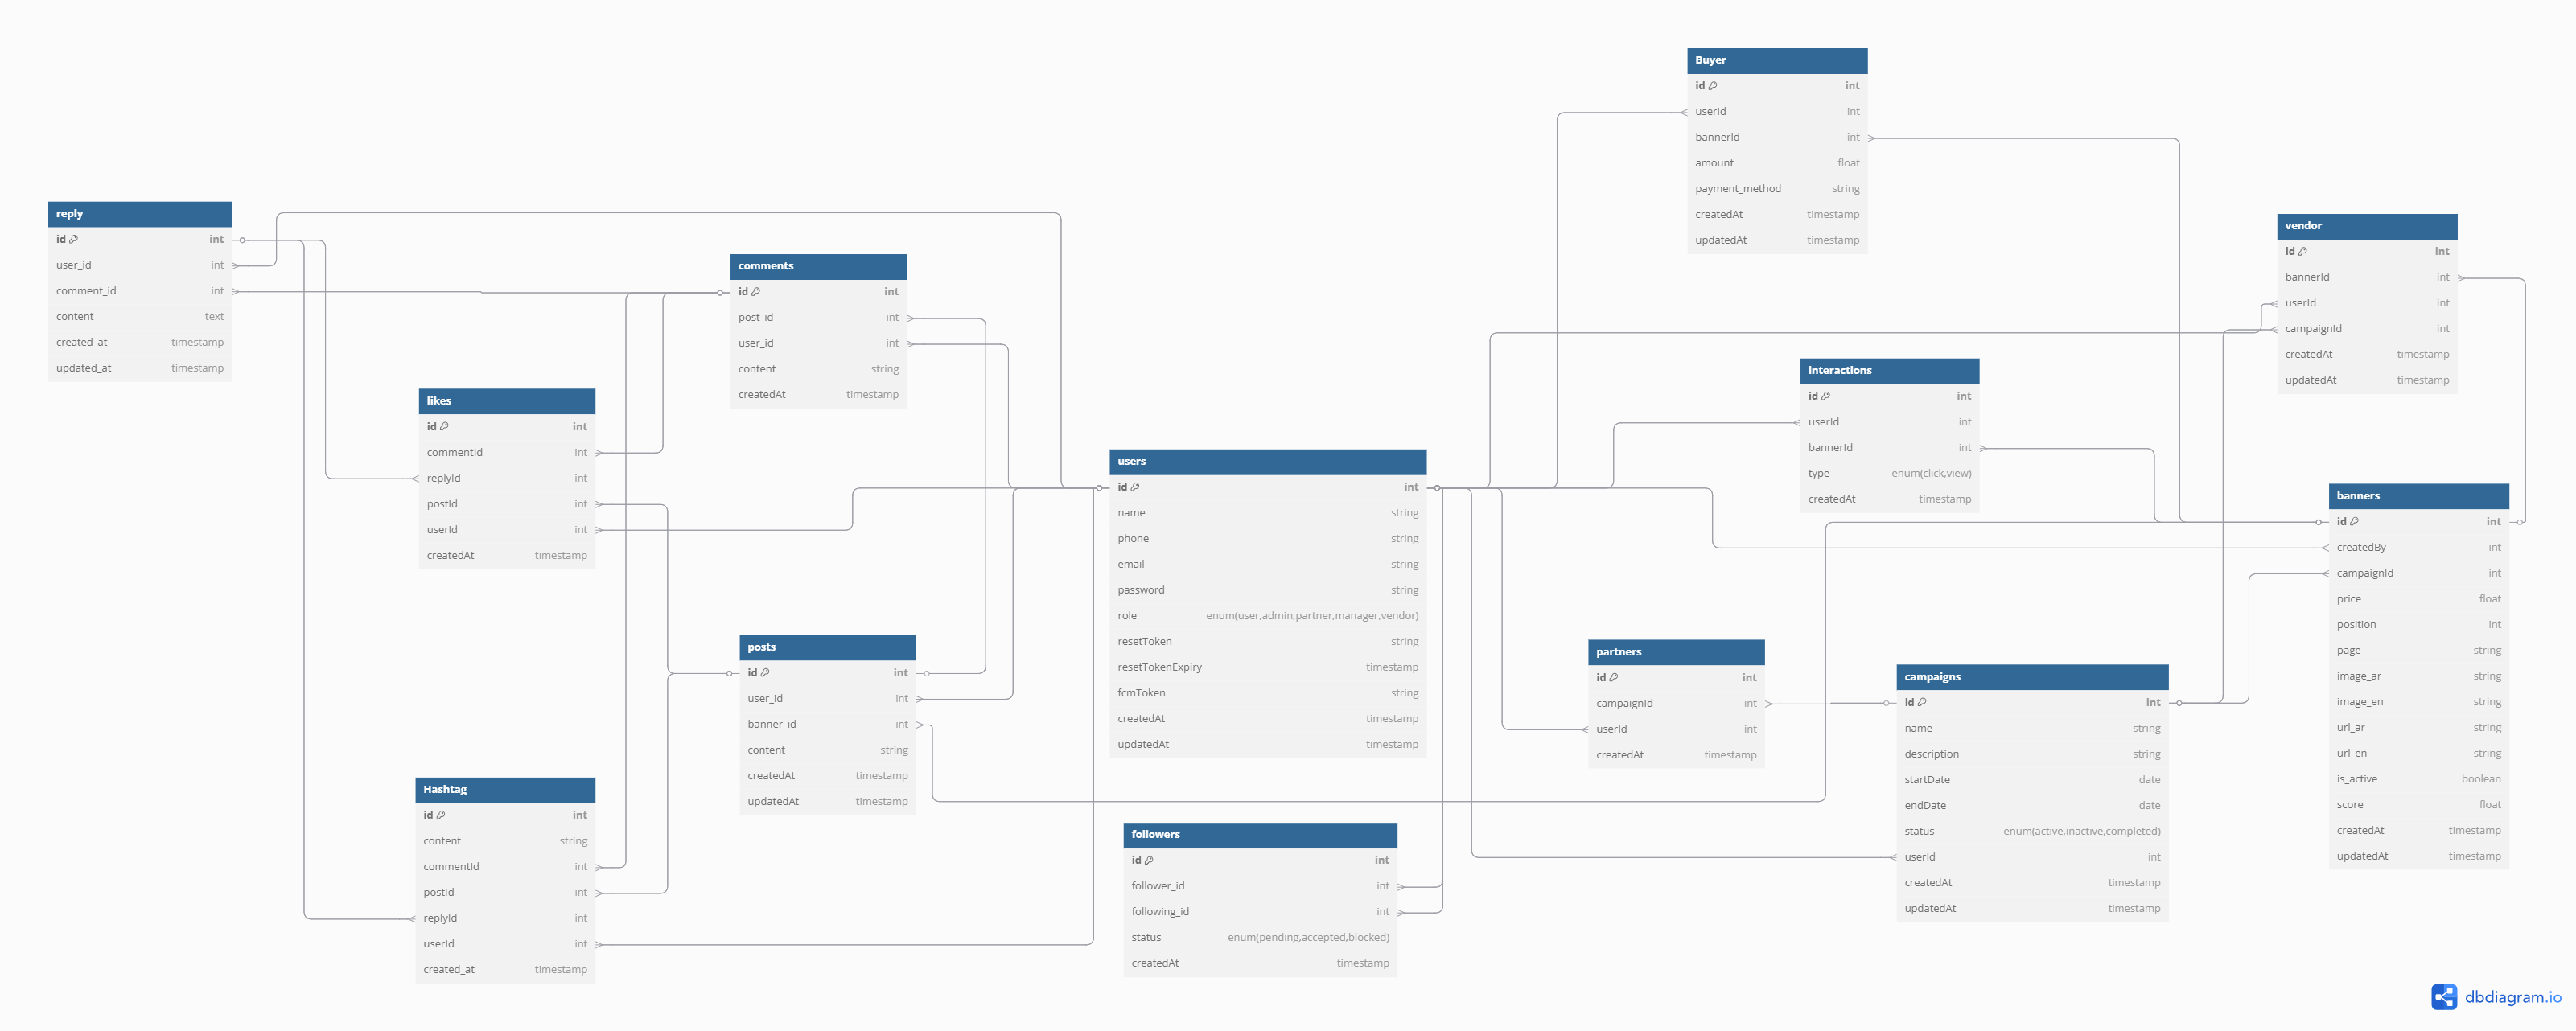 Buyer
id int
userId int
bannerId int
amount float
payment_method string
createdAt timestamp
updatedAt timestamp
reply
id int
user_id int
comment_id int
content text
created_at timestamp
updated_at timestamp
vendor
id int
bannerId int
userId int
campaignId int
createdAt timestamp
updatedAt timestamp
comments
id int
post_id int
user_id int
content string
createdAt timestamp
interactions
id int
userId int
bannerId int
type enum(click,view)
createdAt timestamp
likes
id int
commentId int
replyId int
postId int
userId int
createdAt timestamp
users
id int
name string
phone string
email string
password string
role enum(user,admin,partner,manager,vendor)
resetToken string
resetTokenExpiry timestamp
fcmToken string
createdAt timestamp
updatedAt timestamp
banners
id int
createdBy int
campaignId int
price float
position int
page string
image_ar string
image_en string
url_ar string
url_en string
is_active boolean
score float
createdAt timestamp
updatedAt timestamp
posts
id int
user_id int
banner_id int
content string
createdAt timestamp
updatedAt timestamp
partners
id int
campaignId int
userId int
createdAt timestamp
campaigns
id int
name string
description string
startDate date
endDate date
status enum(active,inactive,completed)
userId int
createdAt timestamp
updatedAt timestamp
Hashtag
id int
content string
commentId int
postId int
replyId int
userId int
created_at timestamp
followers
id int
follower_id int
following_id int
status enum(pending,accepted,blocked)
createdAt timestamp
dbdiagram.io